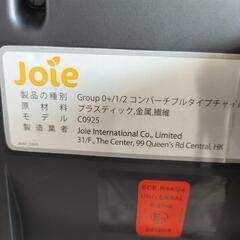 Joie
製品の種別 Group 0+/1/2 コンバーチブルタイプチャイ
原材料 プラスティック,金属,繊維
モデル C0925
製造業者 Joie International Co., Limited
31/F., The Center, 99 Queen's Rd Central, HK
ECE R44/04
UNIVERSAL